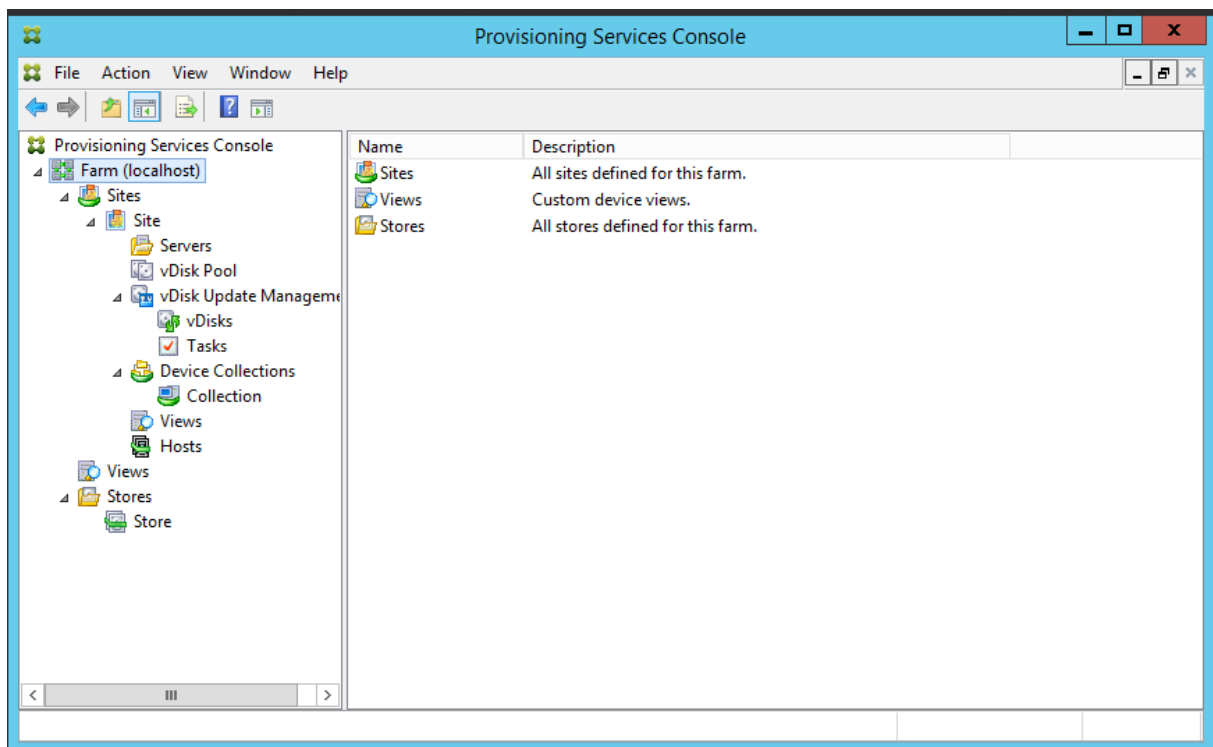 Provisioning Services Console
File Action View Window Help
Provisioning Services Console
Farm (localhost)
Sites
Site
Servers
vDisk Pool
vDisk Update Manageme
vDisks
Tasks
Device Collections
Collection
Views
Hosts
Views
Stores
Store
Name Description
Sites All sites defined for this farm.
Views Custom device views.
Stores All stores defined for this farm.